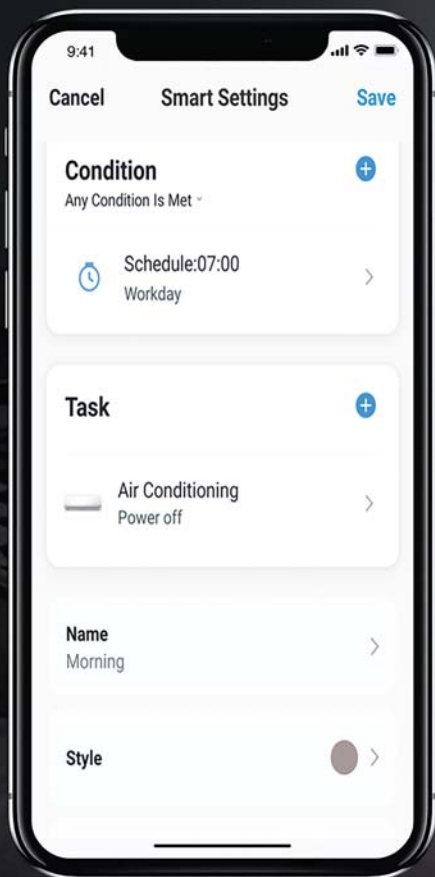 9:41
Cancel Smart Settings Save
Condition
Any Condition Is Met
Schedule:07:00
Workday
Task
Air Conditioning
Power off
Name
Morning
Style